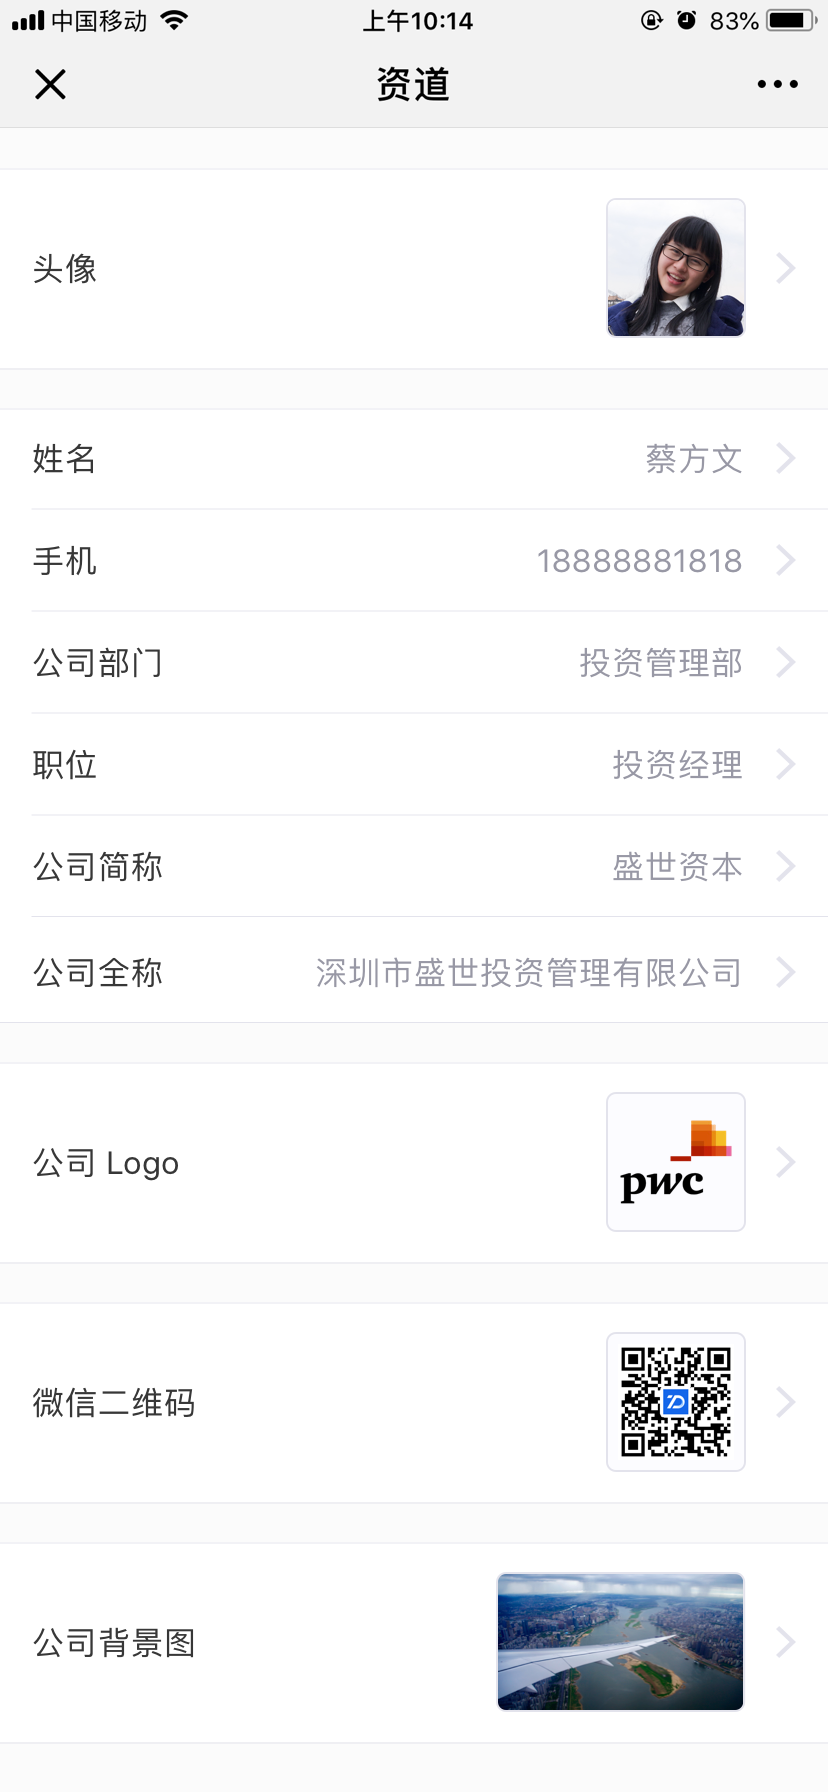 中国移动 上午10:14 83%
资道
头像
姓名 蔡方文
手机 18888881818
公司部门 投资管理部
职位 投资经理
公司简称 盛世资本
公司全称 深圳市盛世投资管理有限公司
公司 Logo pwc
微信二维码
公司背景图